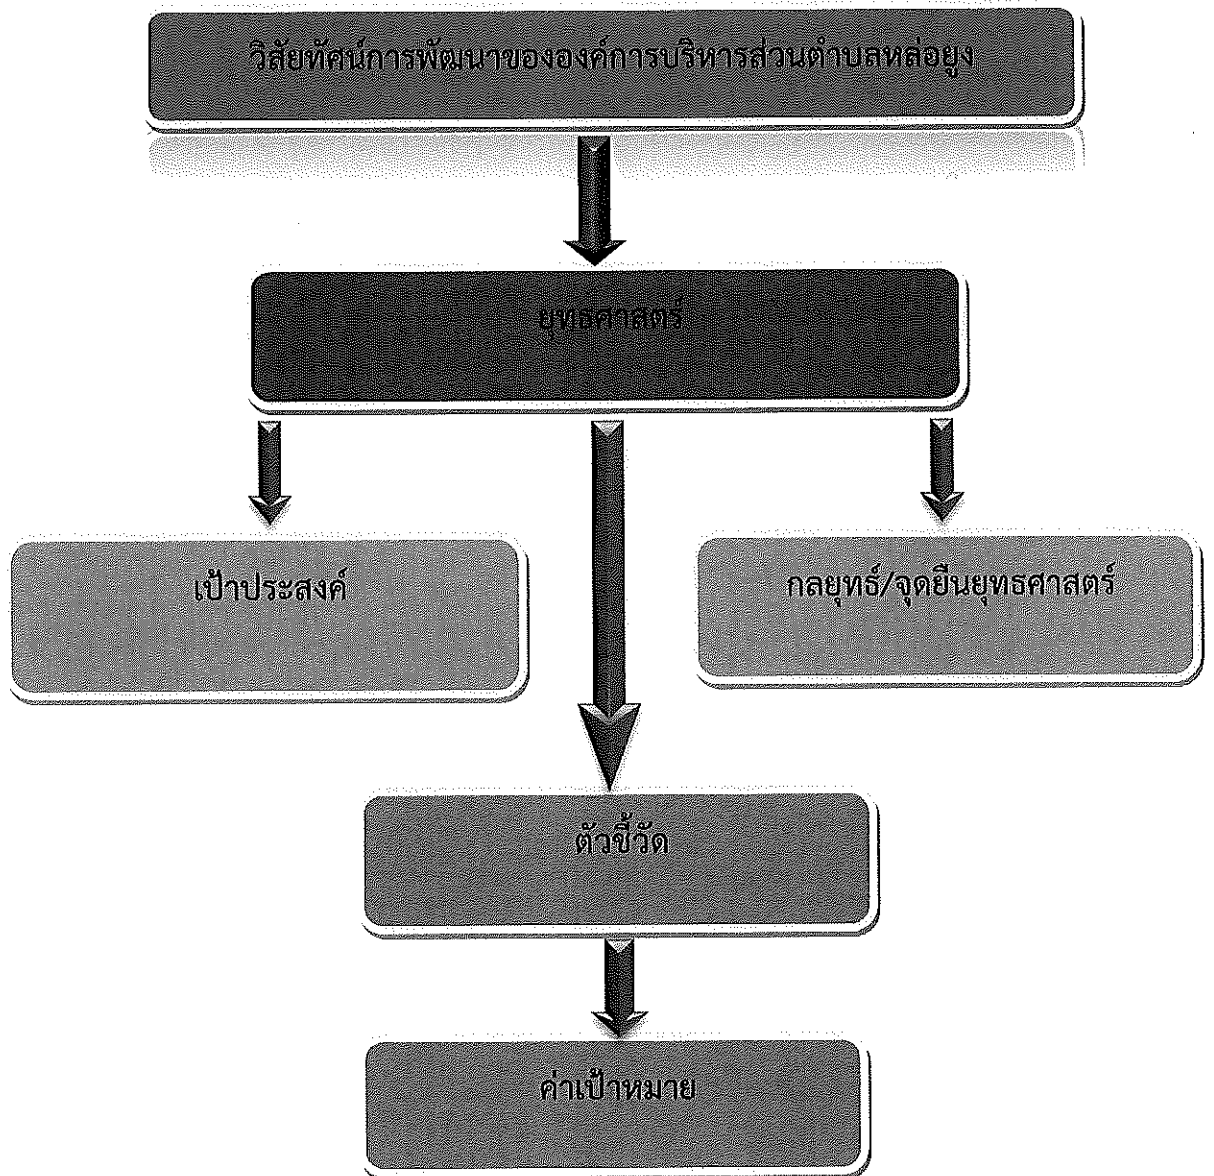 วิสัยทัศน์การพัฒนาขององค์การบริหารส่วนตำบลหล่อยูง
ยุทธศาสตร์
เป้าประสงค์
กลยุทธ์/จุดยืนยุทธศาสตร์
ตัวชี้วัด
ค่าเป้าหมาย